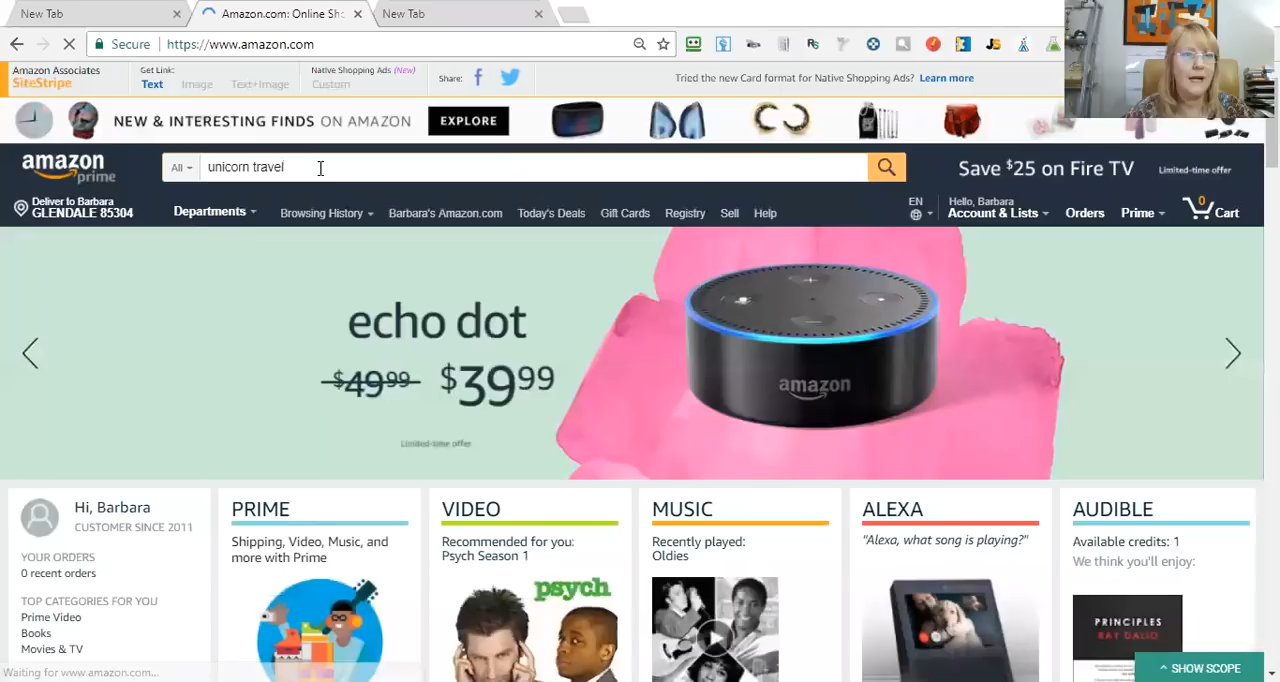 New Tab
Amazon.com: Online Sho
New Tab
Secure
https://www.amazon.com
Amazon Associates
SiteStripe
Get Link:
Text
Image
Text+Image
Native Shopping Ads (New)
Custom
Share:
Tried the new Card format for Native Shopping Ads? Learn more
NEW & INTERESTING FINDS ON AMAZON
EXPLORE
amazon
prime
All
unicorn travel
Save $25 on Fire TV
Limited-time offer
Deliver to Barbara
GLENDALE 85304
Departments
Browsing History
Barbara's Amazon.com
Today's Deals
Gift Cards
Registry
Sell
Help
EN
Hello, Barbara
Account & Lists
Orders
Prime
0
Cart
echo dot
$49.99 $39.99
Limited-time offer
amazon
Hi, Barbara
CUSTOMER SINCE 2011
YOUR ORDERS
0 recent orders
TOP CATEGORIES FOR YOU
Prime Video
Books
Movies & TV
PRIME
Shipping, Video, Music, and
more with Prime
VIDEO
Recommended for you:
Psych Season 1
psych
MUSIC
Recently played:
Oldies
ALEXA
"Alexa, what song is playing?"
AUDIBLE
Available credits: 1
We think you'll enjoy:
PRINCIPLES
RAY DALIO
SHOW SCOPE
Waiting for www.amazon.com...